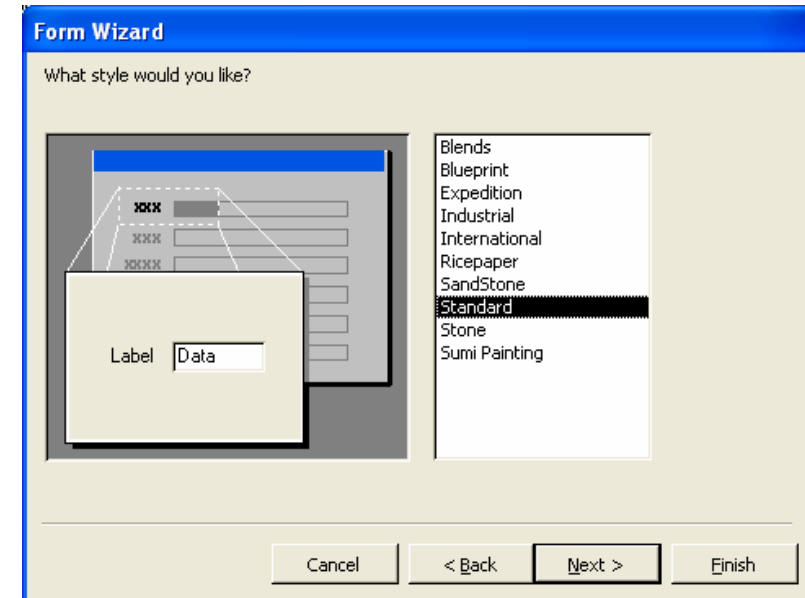 Form Wizard
What style would you like?
xxx
xxx
xxxx
Label Data
Blends
Blueprint
Expedition
Industrial
International
Ricepaper
SandStone
Standard
Stone
Sumi Painting
Cancel < Back Next > Finish